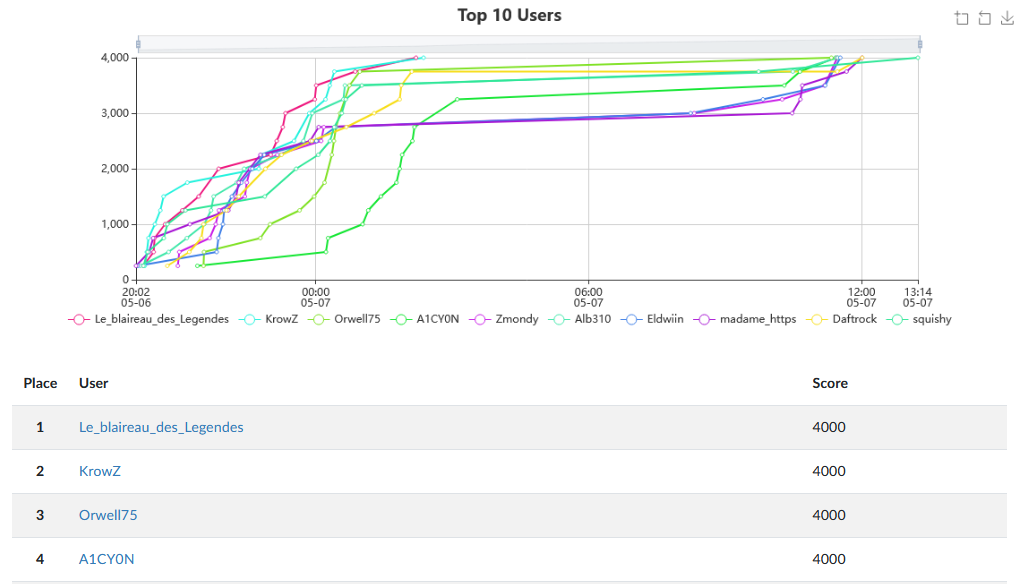 Top 10 Users
4,000
3,000
2,000
1,000
0
20:02 00:00 06:00 12:00 13:14
05-06 05-07 05-07 05-07 05-07
Le_blaireau_des_Legendes KrowZ Orwell75 A1CY0N Zmondy Alb310 Eldwiin madame_https Daftrock squishy
Place User Score
1 Le_blaireau_des_Legendes 4000
2 KrowZ 4000
3 Orwell75 4000
4 A1CY0N 4000